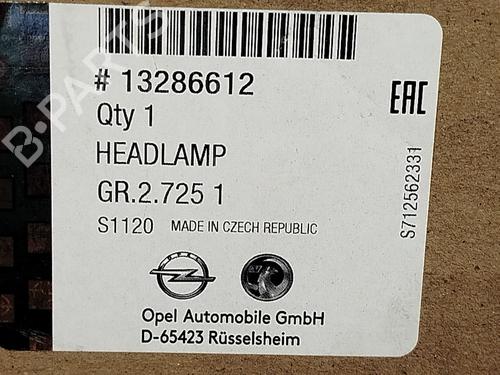 # 13286612
Qty 1
HEADLAMP
GR.2.725 1
S1120 MADE IN CZECH REPUBLIC
Opel Automobile GmbH
D-65423 Rüsselsheim
EAC
S712562331
B-PARTS